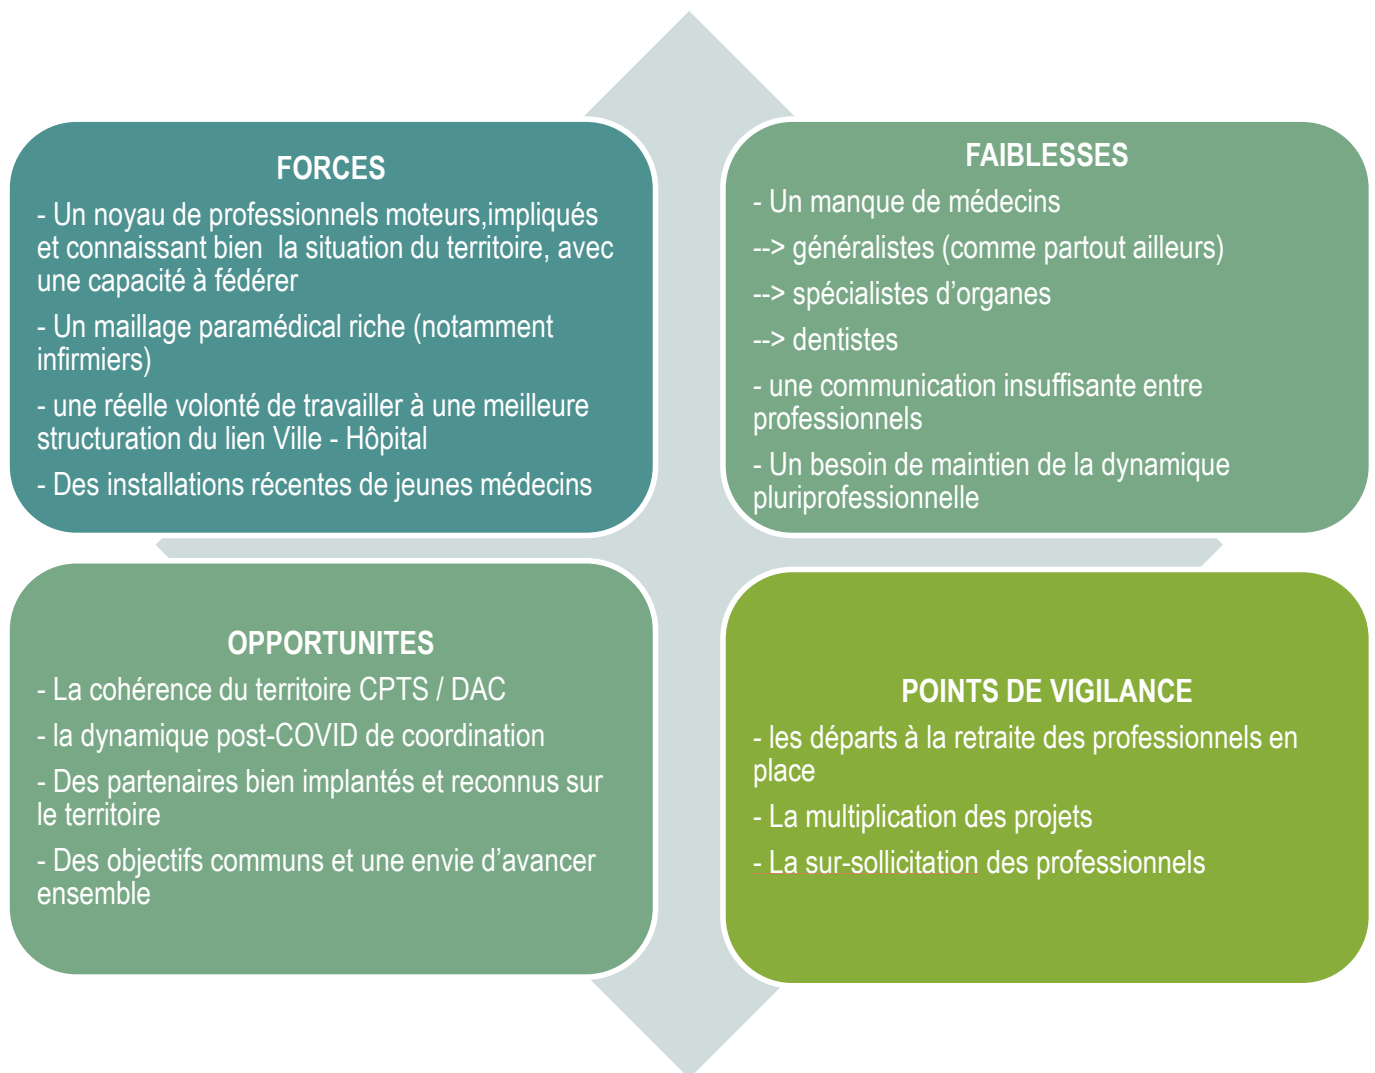 FORCES
- Un noyau de professionnels moteurs,impliqués
et connaissant bien  la situation du territoire, avec
une capacité à fédérer
- Un maillage paramédical riche (notamment
infirmiers)
- une réelle volonté de travailler à une meilleure
structuration du lien Ville - Hôpital
- Des installations récentes de jeunes médecins
FAIBLESSES
- Un manque de médecins
--> généralistes (comme partout ailleurs)
--> spécialistes d’organes
--> dentistes
- une communication insuffisante entre
professionnels
- Un besoin de maintien de la dynamique
pluriprofessionnelle
OPPORTUNITES
- La cohérence du territoire CPTS / DAC
- la dynamique post-COVID de coordination
- Des partenaires bien implantés et reconnus sur
le territoire
- Des objectifs communs et une envie d’avancer
ensemble
POINTS DE VIGILANCE
- les départs à la retraite des professionnels en
place
- La multiplication des projets
- La sur-sollicitation des professionnels